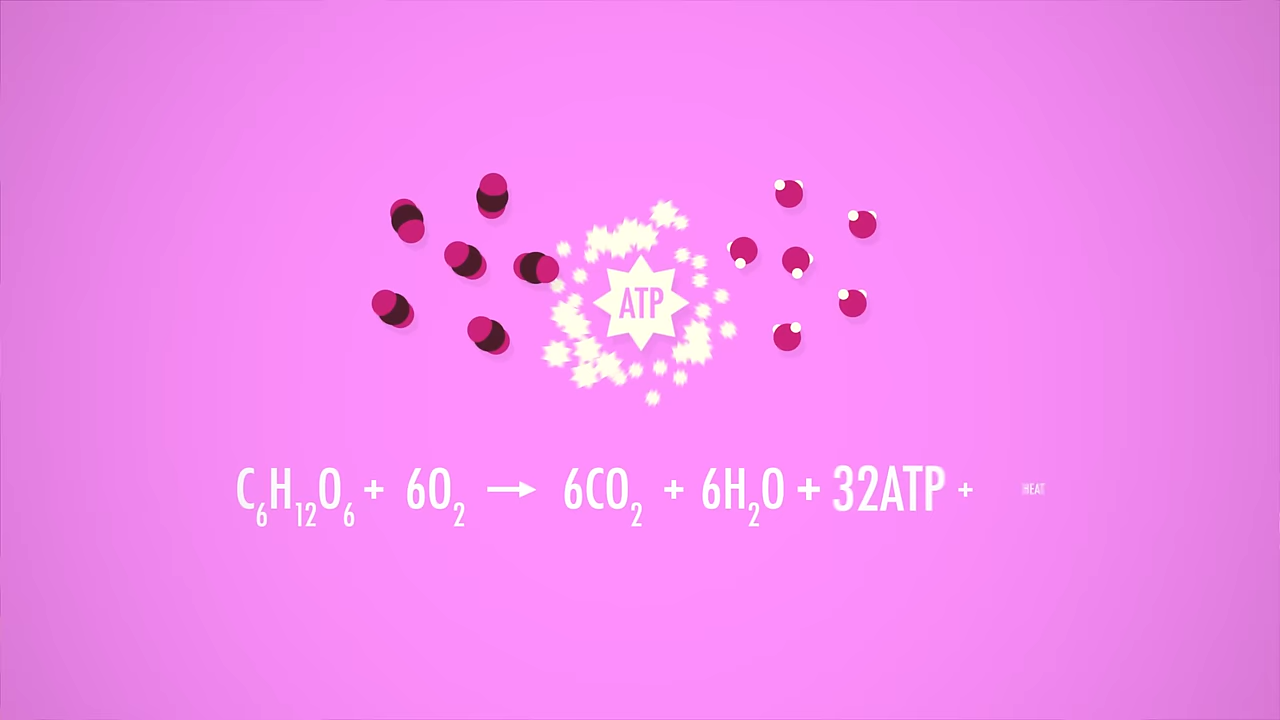 ATP
C₆H₁₂O₆ + 6O₂ → 6CO₂ + 6H₂O + 32ATP + HEAT